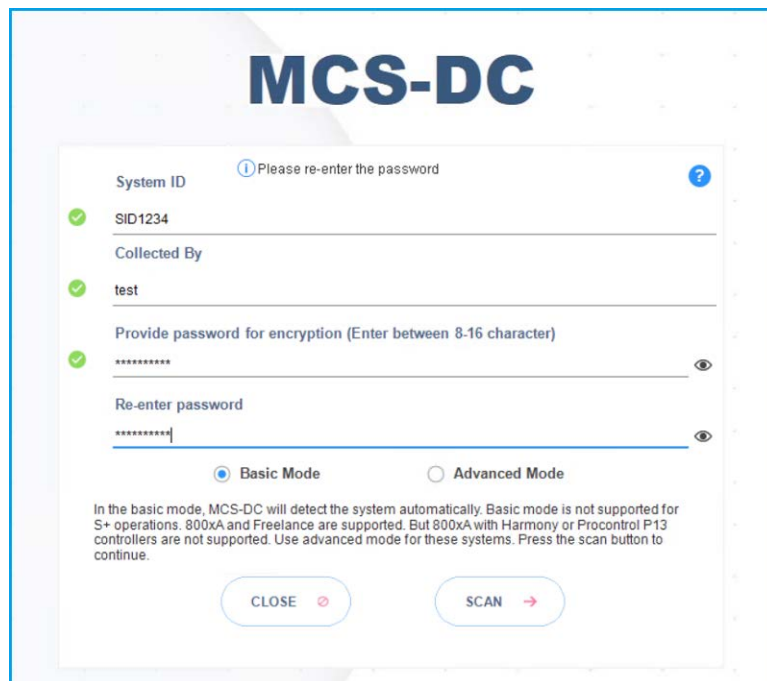 MCS-DC
Please re-enter the password
System ID
SID1234
Collected By
test
Provide password for encryption (Enter between 8-16 character)
**********
Re-enter password
**********
Basic Mode Advanced Mode
In the basic mode, MCS-DC will detect the system automatically. Basic mode is not supported for
S+ operations. 800xA and Freelance are supported. But 800xA with Harmony or Procontrol P13
controllers are not supported. Use advanced mode for these systems. Press the scan button to
continue.
CLOSE SCAN